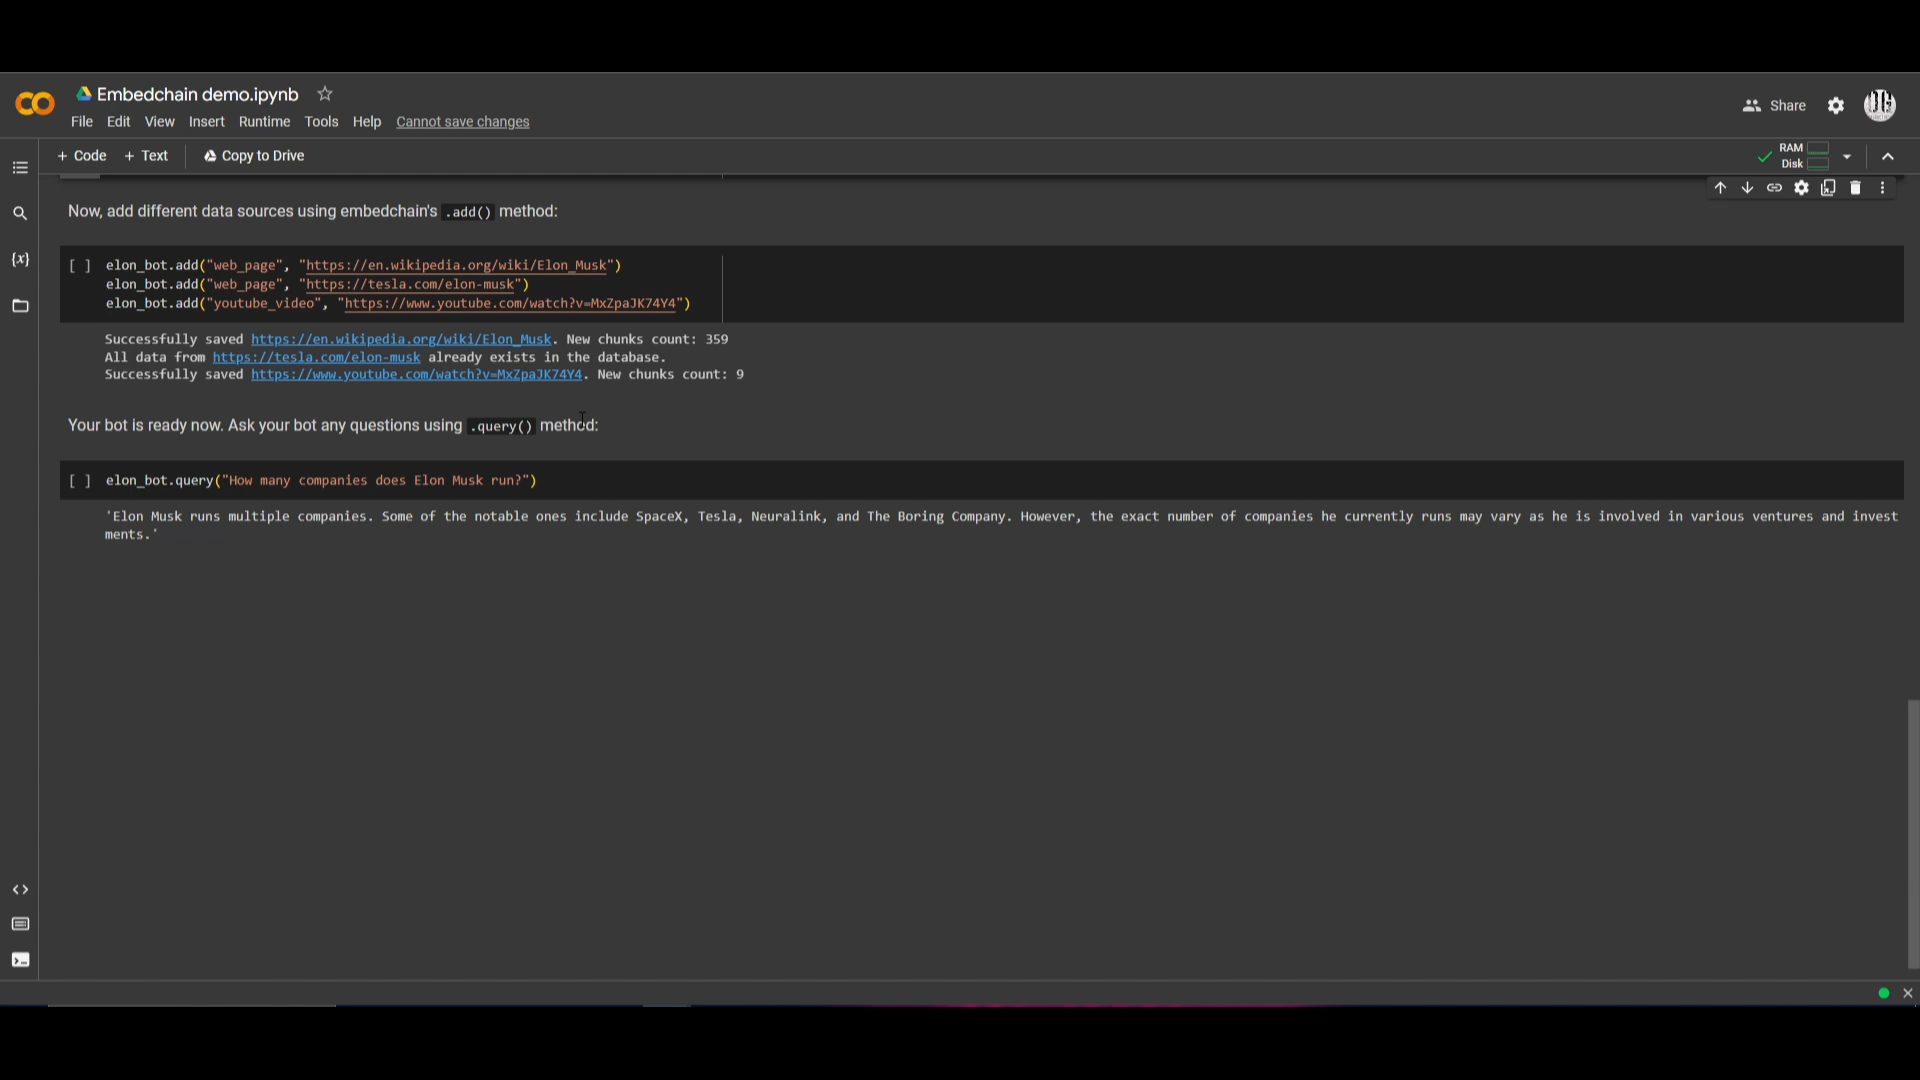 Embedchain demo.ipynb
File Edit View Insert Runtime Tools Help Cannot save changes
Share
+ Code + Text Copy to Drive
RAM
Disk
Now, add different data sources using embedchain's .add() method:
[ ] elon_bot.add("web_page", "https://en.wikipedia.org/wiki/Elon_Musk")
elon_bot.add("web_page", "https://tesla.com/elon-musk")
elon_bot.add("youtube_video", "https://www.youtube.com/watch?v=MxZpaJK74Y4")
Successfully saved https://en.wikipedia.org/wiki/Elon_Musk. New chunks count: 359
All data from https://tesla.com/elon-musk already exists in the database.
Successfully saved https://www.youtube.com/watch?v=MxZpaJK74Y4. New chunks count: 9
Your bot is ready now. Ask your bot any questions using .query() method:
[ ] elon_bot.query("How many companies does Elon Musk run?")
'Elon Musk runs multiple companies. Some of the notable ones include SpaceX, Tesla, Neuralink, and The Boring Company. However, the exact number of companies he currently runs may vary as he is involved in various ventures and invest
ments.'